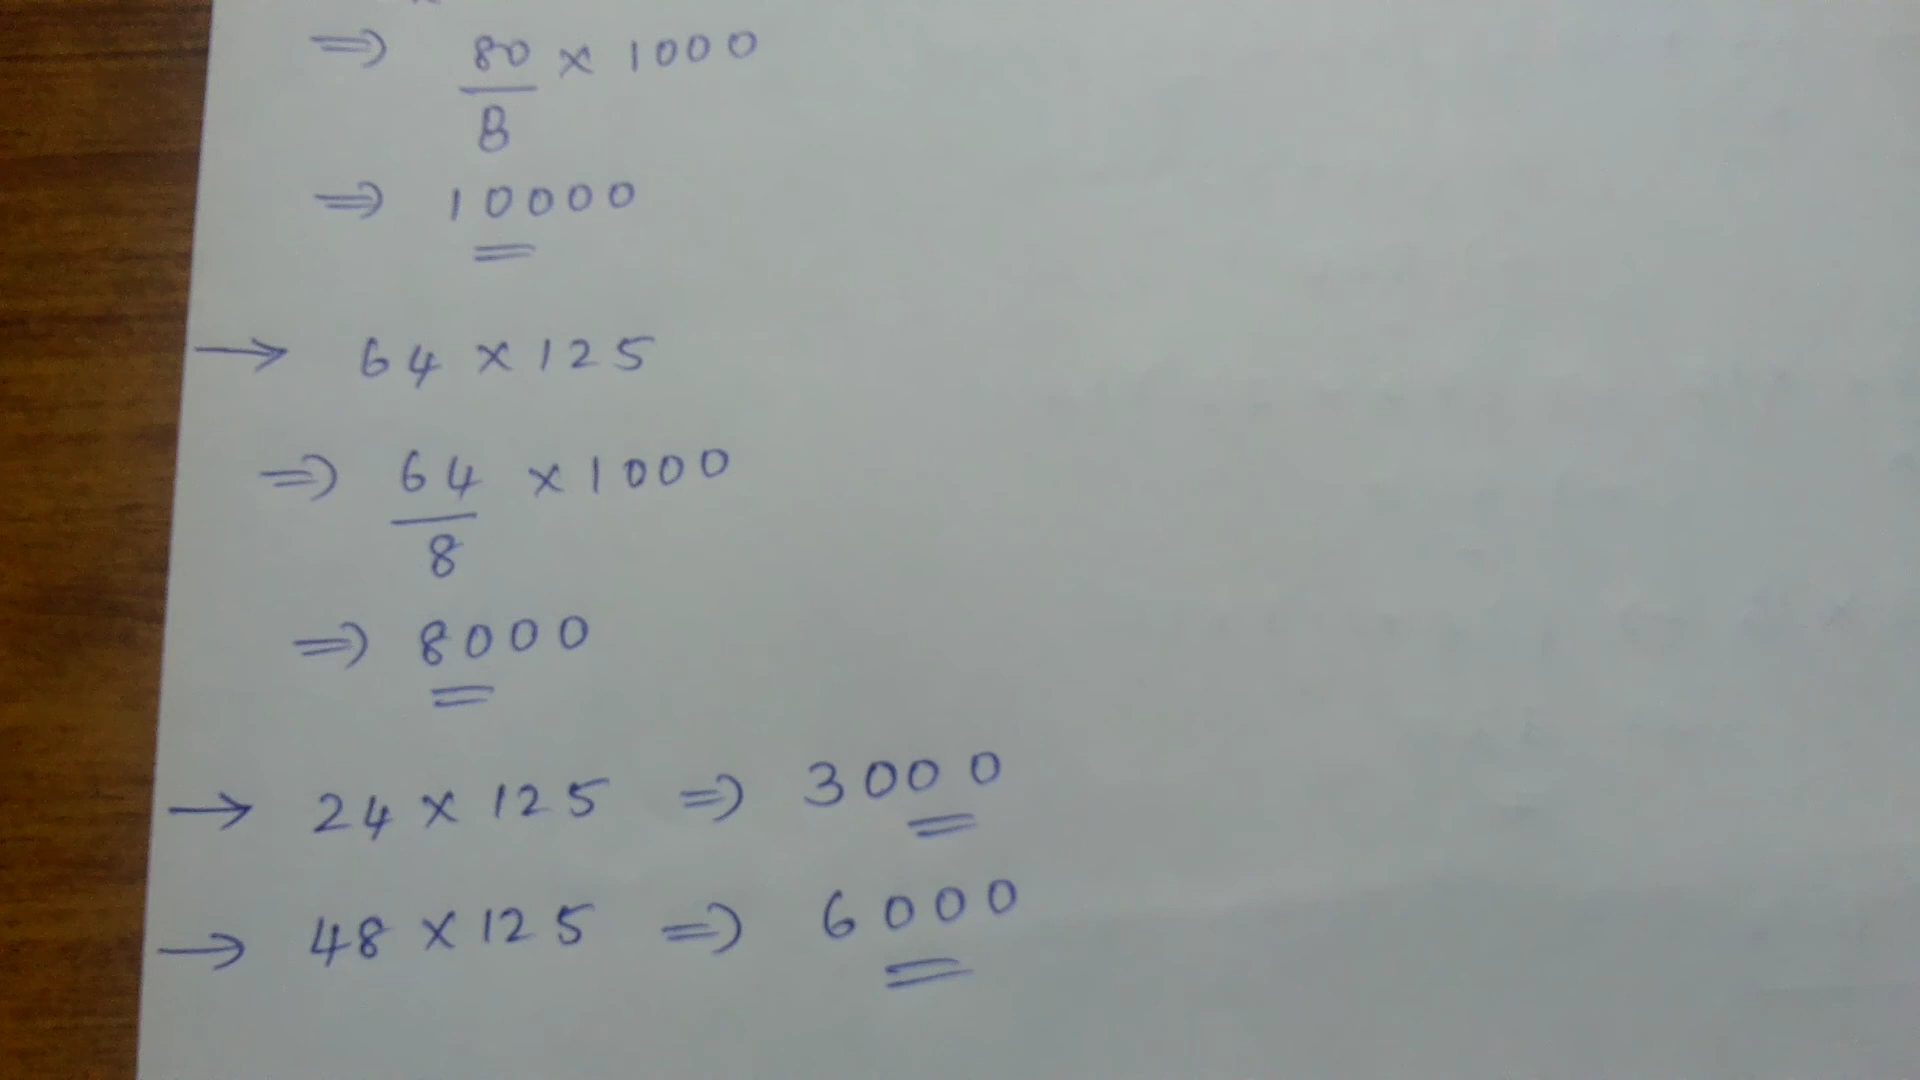 ⇒ 80/8 × 1000
⇒ 10000
→ 64 × 125
⇒ 64/8 × 1000
⇒ 8000
→ 24 × 125 ⇒ 3000
→ 48 × 125 ⇒ 6000